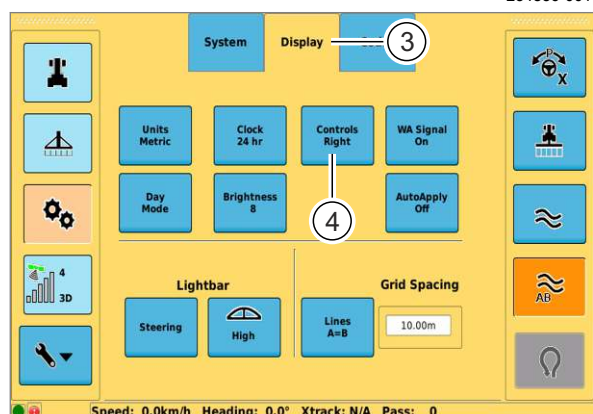 System Display
3
P
X
Units
Metric
Clock
24 hr
Controls
Right
WA Signal
On
Day
Mode
Brightness
8
4
AutoApply
Off
4
3D
Lightbar
Grid Spacing
Steering
High
Lines
A=B
10.00m
AB
Speed: 0.0km/h Heading: 0.0° Xtrack: N/A Pass: 0